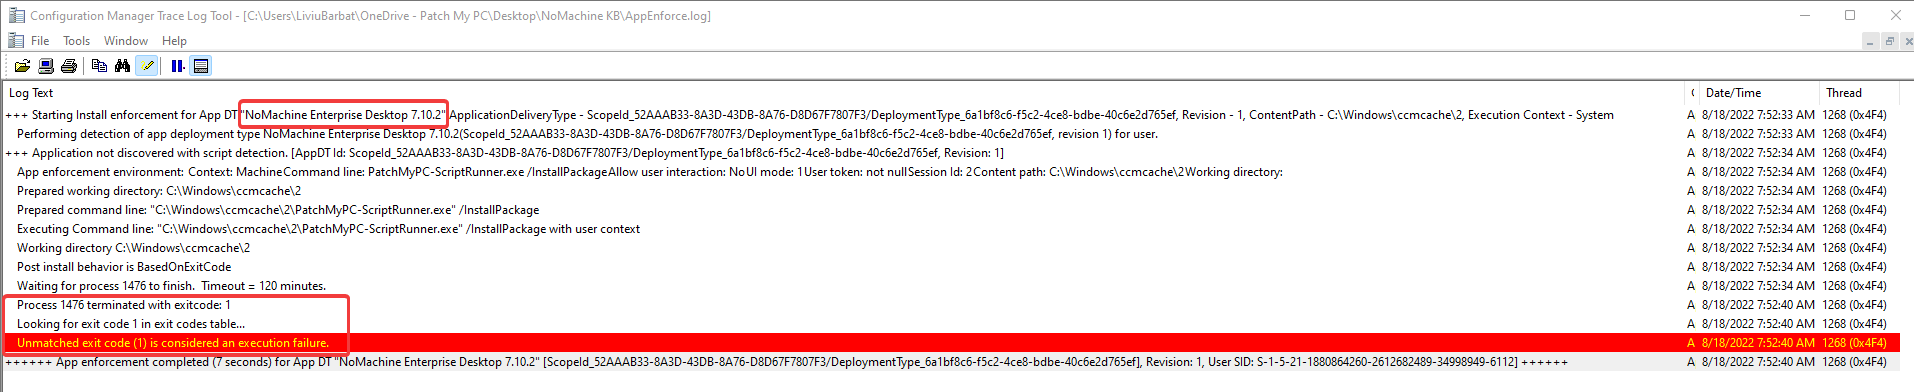 Configuration Manager Trace Log Tool - [C:\Users\LiviuBarbat\OneDrive - Patch My PC\Desktop\NoMachine KB\AppEnforce.log]
File Tools Window Help
Log Text Date/Time Thread
+++ Starting Install enforcement for App DT "NoMachine Enterprise Desktop 7.10.2" ApplicationDeliveryType - ScopeId_52AAAB33-8A3D-43DB-8A76-D8D67F7807F3/DeploymentType_6a1bf8c6-f5c2-4ce8-bdbe-40c6e2d765ef, Revision - 1, ContentPath - C:\Windows\ccmcache\2, Execution Context - System A 8/18/2022 7:52:33 AM 1268 (0x4F4)
Performing detection of app deployment type NoMachine Enterprise Desktop 7.10.2(ScopeId_52AAAB33-8A3D-43DB-8A76-D8D67F7807F3/DeploymentType_6a1bf8c6-f5c2-4ce8-bdbe-40c6e2d765ef, revision 1) for user. A 8/18/2022 7:52:33 AM 1268 (0x4F4)
+++ Application not discovered with script detection. [AppDT Id: ScopeId_52AAAB33-8A3D-43DB-8A76-D8D67F7807F3/DeploymentType_6a1bf8c6-f5c2-4ce8-bdbe-40c6e2d765ef, Revision: 1] A 8/18/2022 7:52:34 AM 1268 (0x4F4)
App enforcement environment: Context: MachineCommand line: PatchMyPC-ScriptRunner.exe /InstallPackageAllow user interaction: NoUI mode: 1User token: not nullSession Id: 2Content path: C:\Windows\ccmcache\2Working directory: A 8/18/2022 7:52:34 AM 1268 (0x4F4)
Prepared working directory: C:\Windows\ccmcache\2 A 8/18/2022 7:52:34 AM 1268 (0x4F4)
Prepared command line: "C:\Windows\ccmcache\2\PatchMyPC-ScriptRunner.exe" /InstallPackage A 8/18/2022 7:52:34 AM 1268 (0x4F4)
Executing Command line: "C:\Windows\ccmcache\2\PatchMyPC-ScriptRunner.exe" /InstallPackage with user context A 8/18/2022 7:52:34 AM 1268 (0x4F4)
Working directory C:\Windows\ccmcache\2 A 8/18/2022 7:52:34 AM 1268 (0x4F4)
Post install behavior is BasedOnExitCode A 8/18/2022 7:52:34 AM 1268 (0x4F4)
Waiting for process 1476 to finish. Timeout = 120 minutes. A 8/18/2022 7:52:34 AM 1268 (0x4F4)
Process 1476 terminated with exitcode: 1 A 8/18/2022 7:52:40 AM 1268 (0x4F4)
Looking for exit code 1 in exit codes table... A 8/18/2022 7:52:40 AM 1268 (0x4F4)
Unmatched exit code (1) is considered an execution failure. A 8/18/2022 7:52:40 AM 1268 (0x4F4)
++++++ App enforcement completed (7 seconds) for App DT "NoMachine Enterprise Desktop 7.10.2" [ScopeId_52AAAB33-8A3D-43DB-8A76-D8D67F7807F3/DeploymentType_6a1bf8c6-f5c2-4ce8-bdbe-40c6e2d765ef], Revision: 1, User SID: S-1-5-21-1880864260-2612682489-34998949-6112] ++++++ A 8/18/2022 7:52:40 AM 1268 (0x4F4)